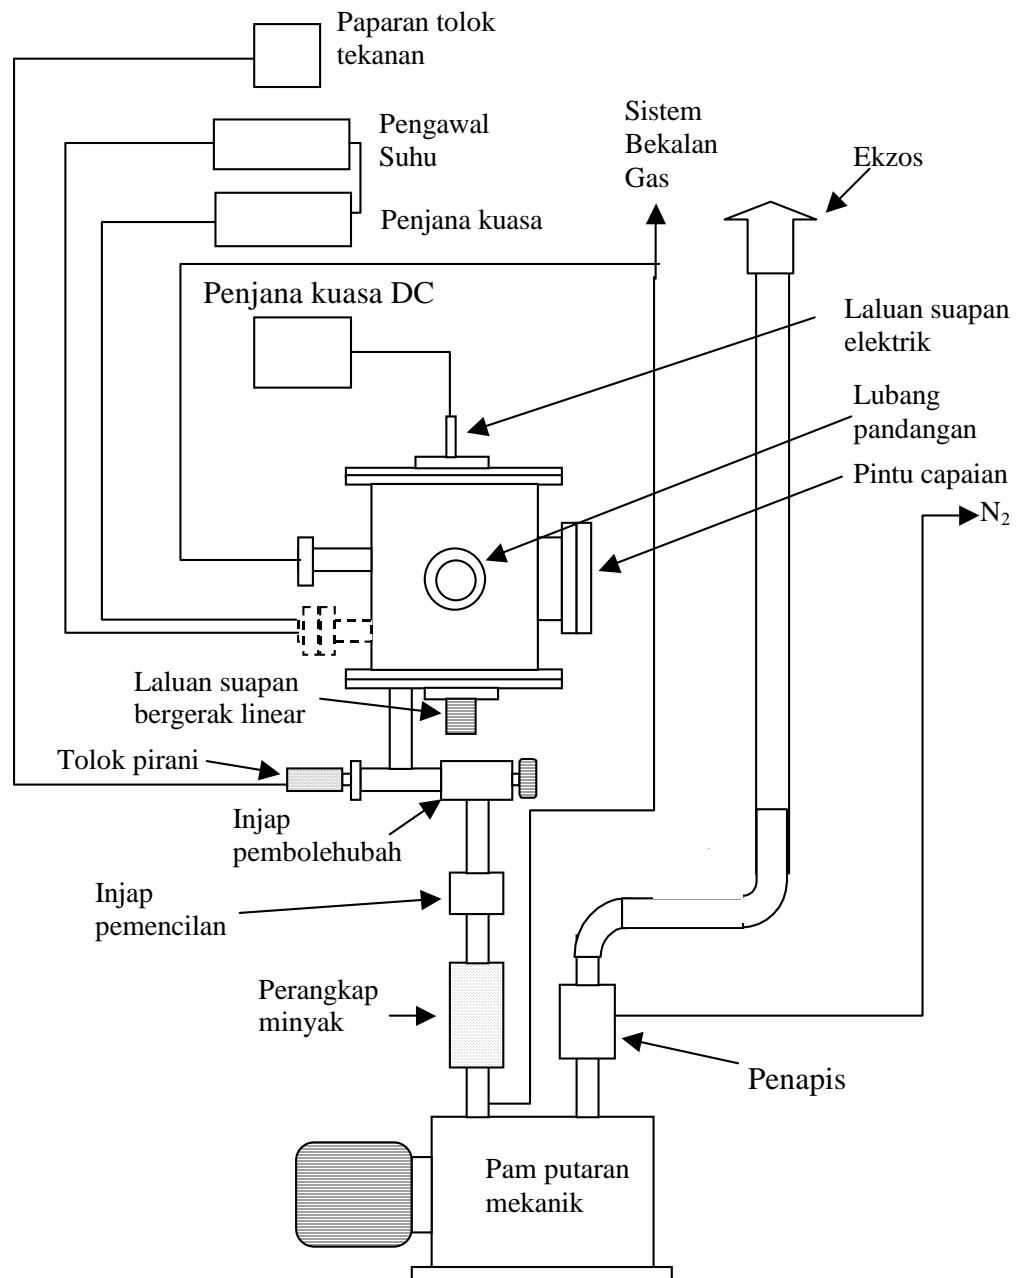 Paparan tolok
tekanan
Pengawal
Suhu
Penjana kuasa
Sistem
Bekalan
Gas
Ekzos
Penjana kuasa DC
Laluan suapan
elektrik
Lubang
pandangan
Pintu capaian
N₂
Laluan suapan
bergerak linear
Tolok pirani
Injap
pembolehubah
Injap
pemencilan
Perangkap
minyak
Penapis
Pam putaran
mekanik